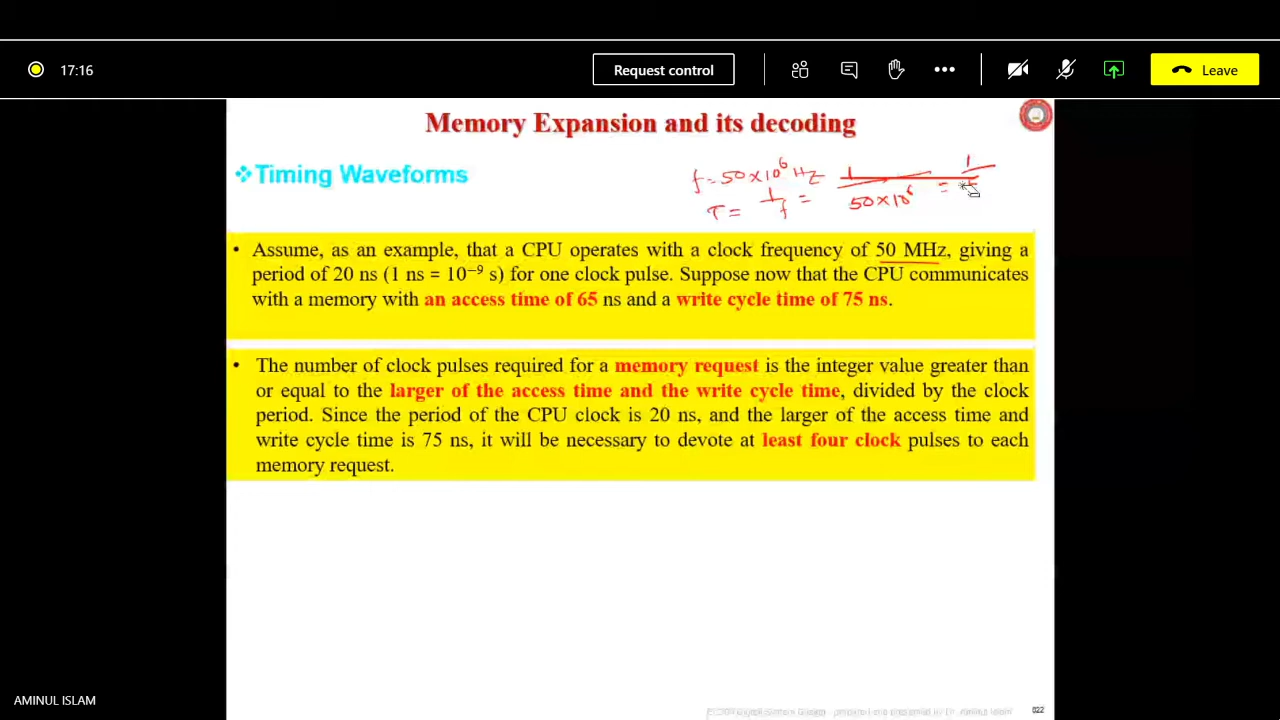 17:16
Request control
Leave
Memory Expansion and its decoding
❖Timing Waveforms
f=50×10⁶ Hz
T= 1/f = 1/50×10⁶ = 1/
• Assume, as an example, that a CPU operates with a clock frequency of 50 MHz, giving a
period of 20 ns (1 ns = 10⁻⁹ s) for one clock pulse. Suppose now that the CPU communicates
with a memory with an access time of 65 ns and a write cycle time of 75 ns.
• The number of clock pulses required for a memory request is the integer value greater than
or equal to the larger of the access time and the write cycle time, divided by the clock
period. Since the period of the CPU clock is 20 ns, and the larger of the access time and
write cycle time is 75 ns, it will be necessary to devote at least four clock pulses to each
memory request.
AMINUL ISLAM
022